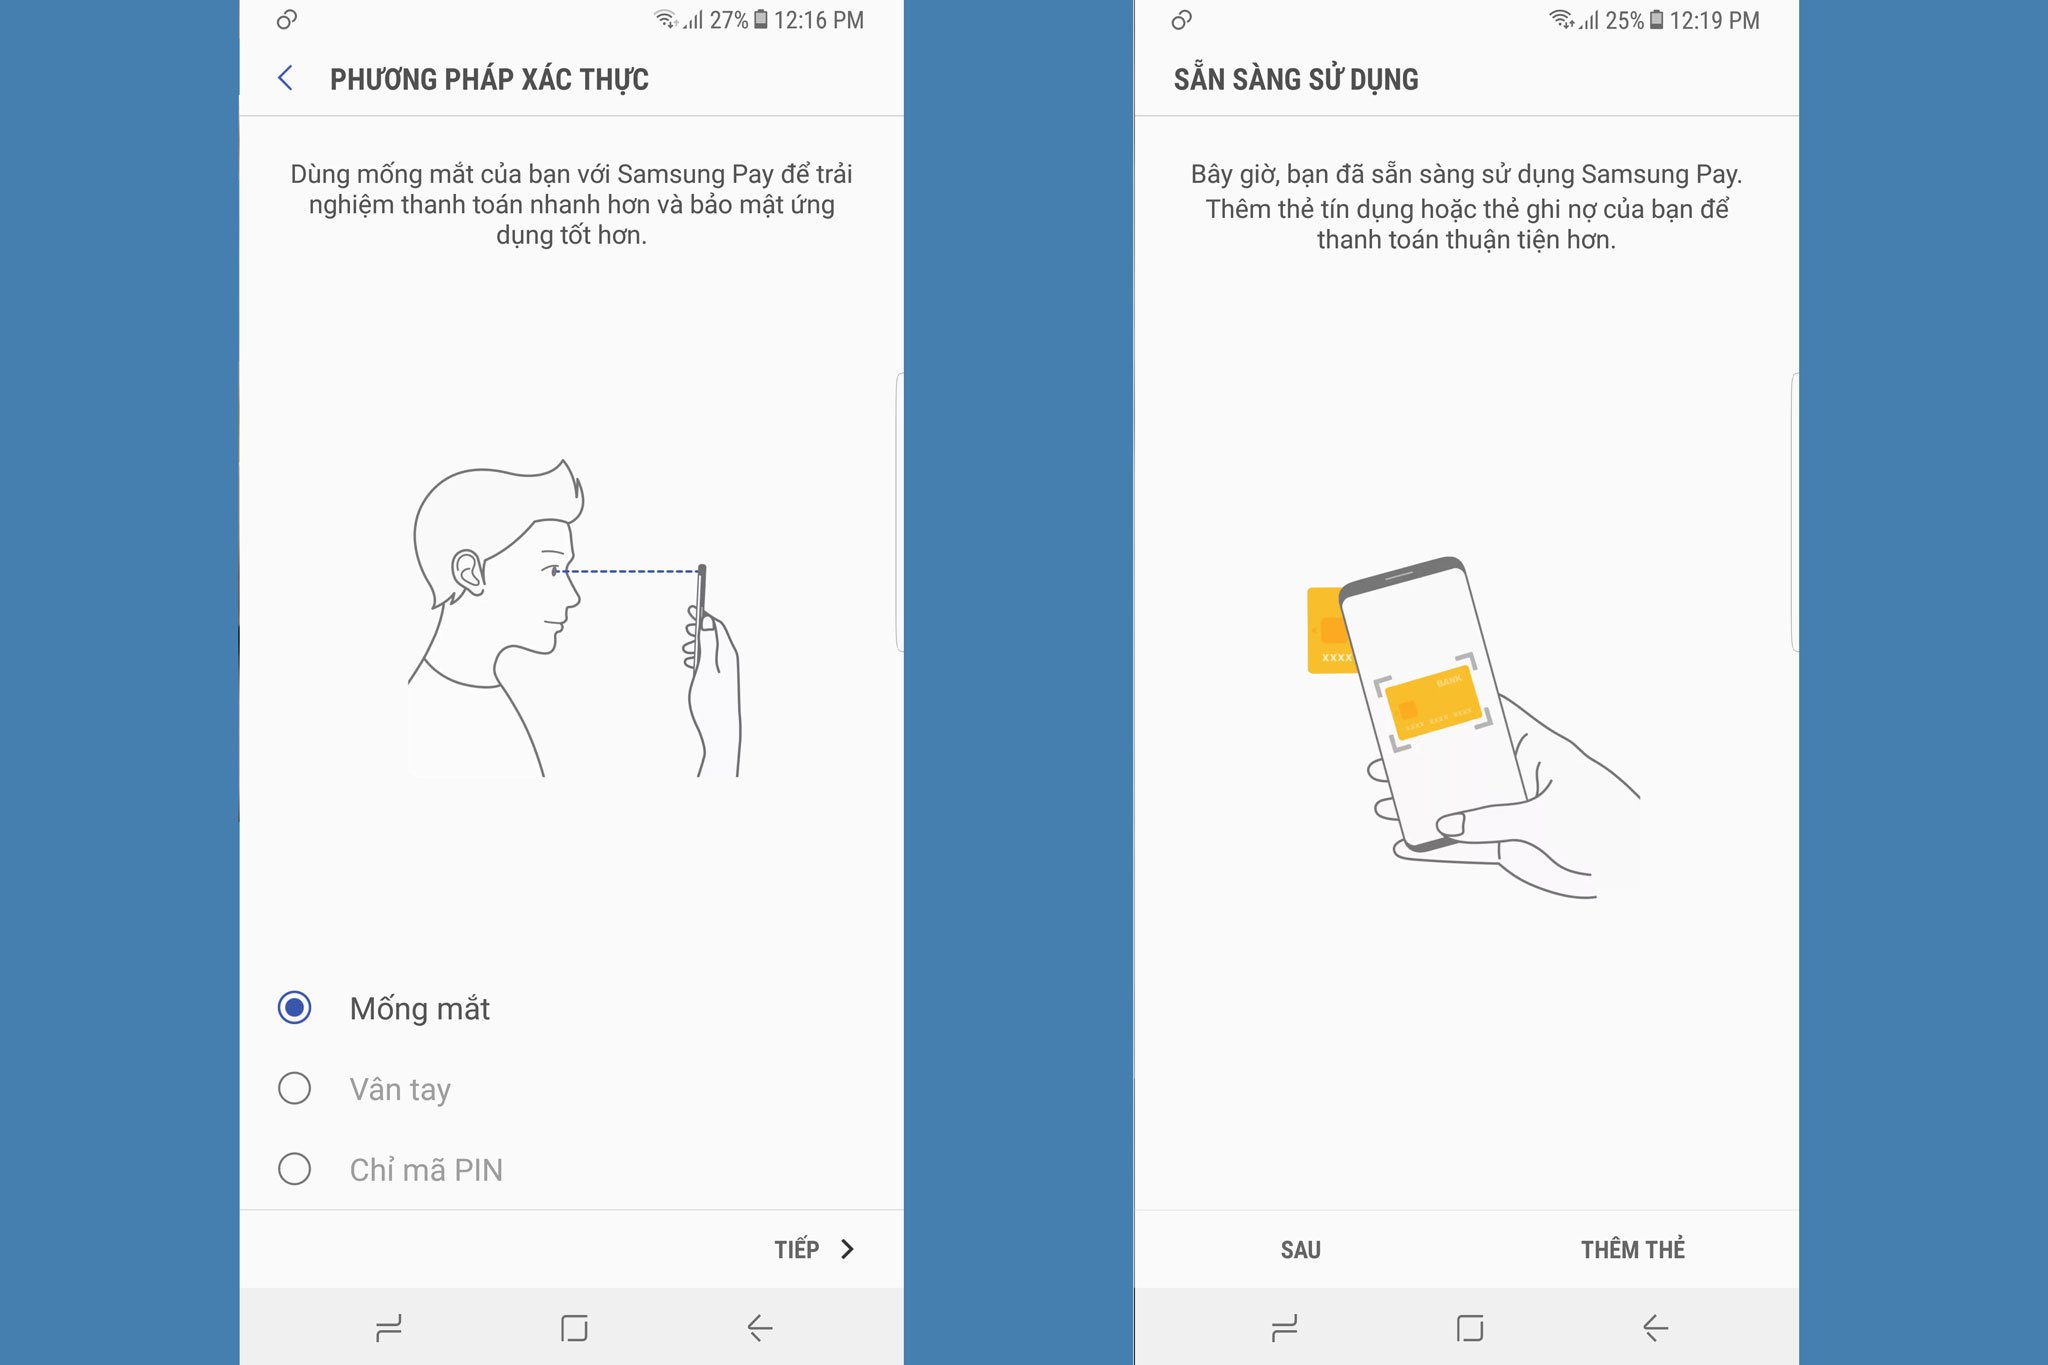 27% 12:16 PM
PHƯƠNG PHÁP XÁC THỰC
Dùng mống mắt của bạn với Samsung Pay để trải
nghiệm thanh toán nhanh hơn và bảo mật ứng
dụng tốt hơn.
Mống mắt
Vân tay
Chỉ mã PIN
TIẾP
25% 12:19 PM
SẴN SÀNG SỬ DỤNG
Bây giờ, bạn đã sẵn sàng sử dụng Samsung Pay.
Thêm thẻ tín dụng hoặc thẻ ghi nợ của bạn để
thanh toán thuận tiện hơn.
XXXX
BANK
XXXX XXXX XXXX
SAU
THÊM THẺ